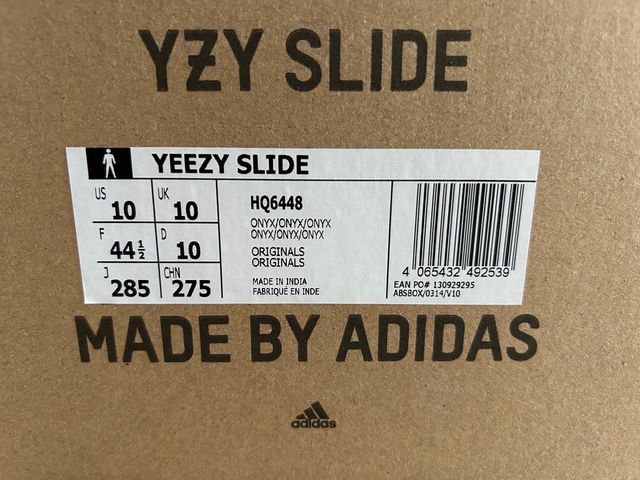 YZY SLIDE
YEEZY SLIDE
US 10 UK 10
F 44 1/2 D 10
J 285 CHN 275
HQ6448
ONYX/ONYX/ONYX
ONYX/ONYX/ONYX
ORIGINALS
ORIGINALS
MADE IN INDIA
FABRIQUÉ EN INDE
4 065432 492539
EAN PO# 130929295
ABSBOX/0314/V10
MADE BY ADIDAS
adidas